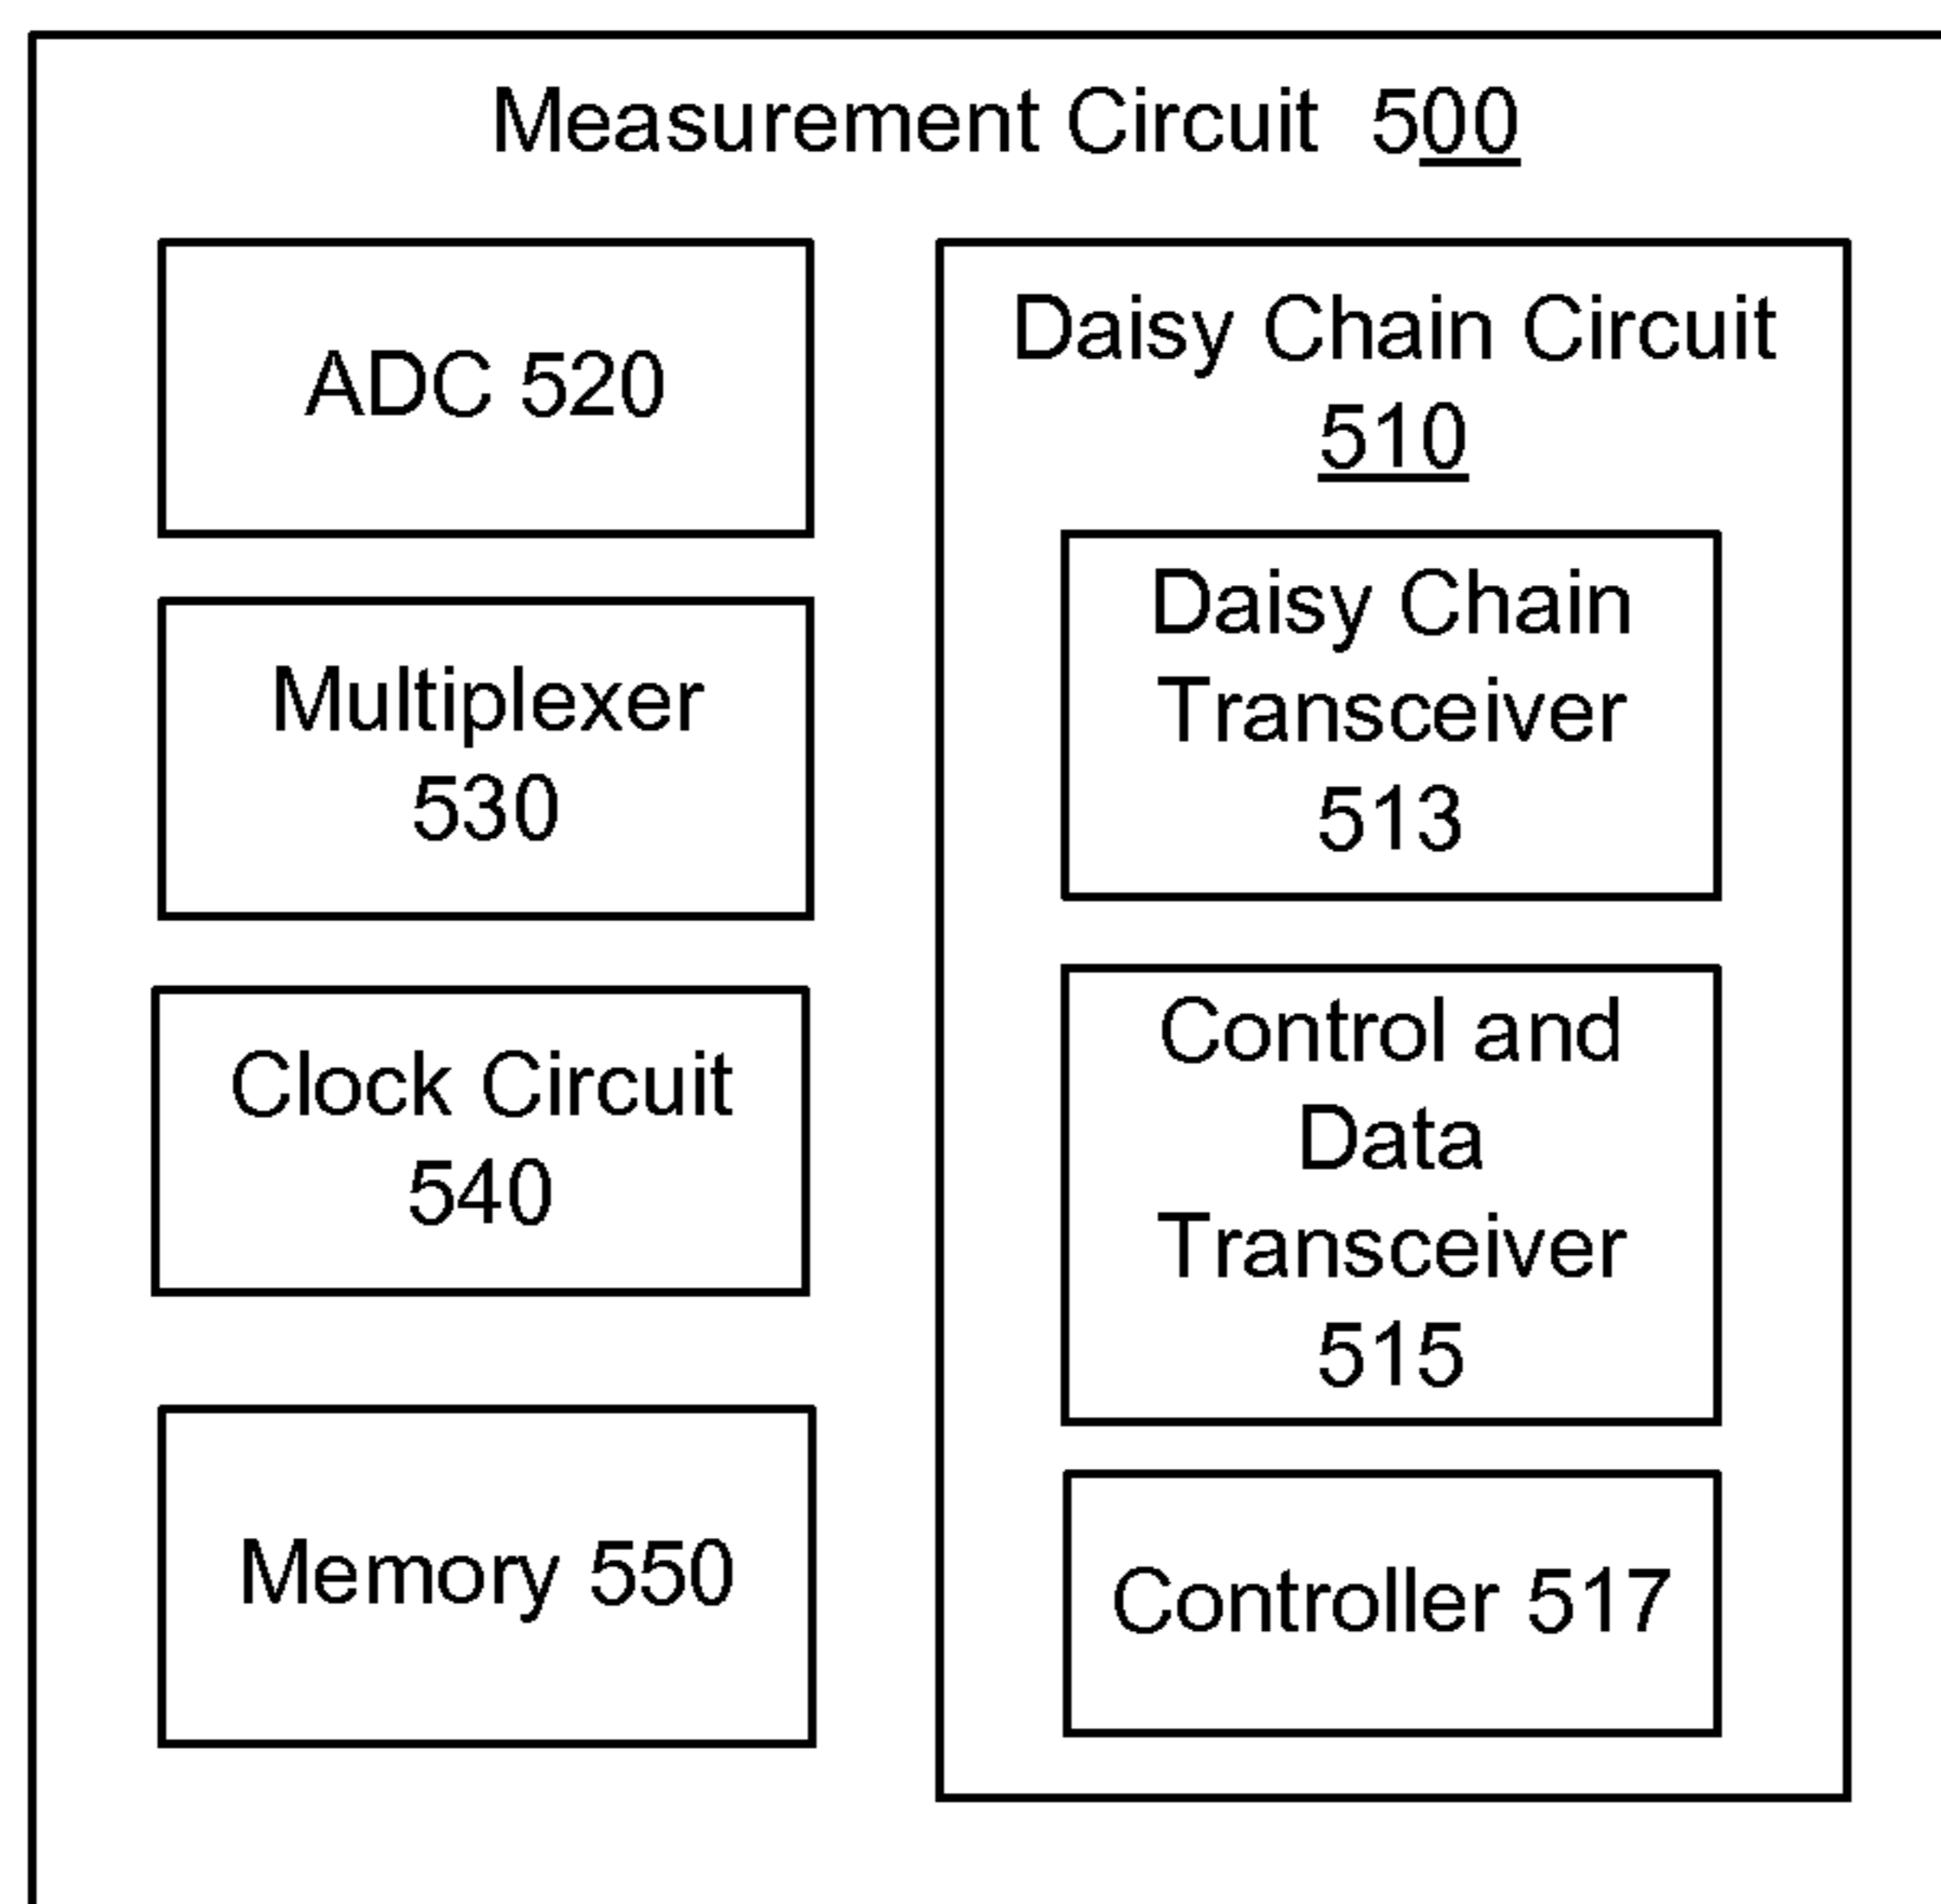 Measurement Circuit 500
ADC 520
Multiplexer
530
Clock Circuit
540
Memory 550
Daisy Chain Circuit
510
Daisy Chain
Transceiver
513
Control and
Data
Transceiver
515
Controller 517